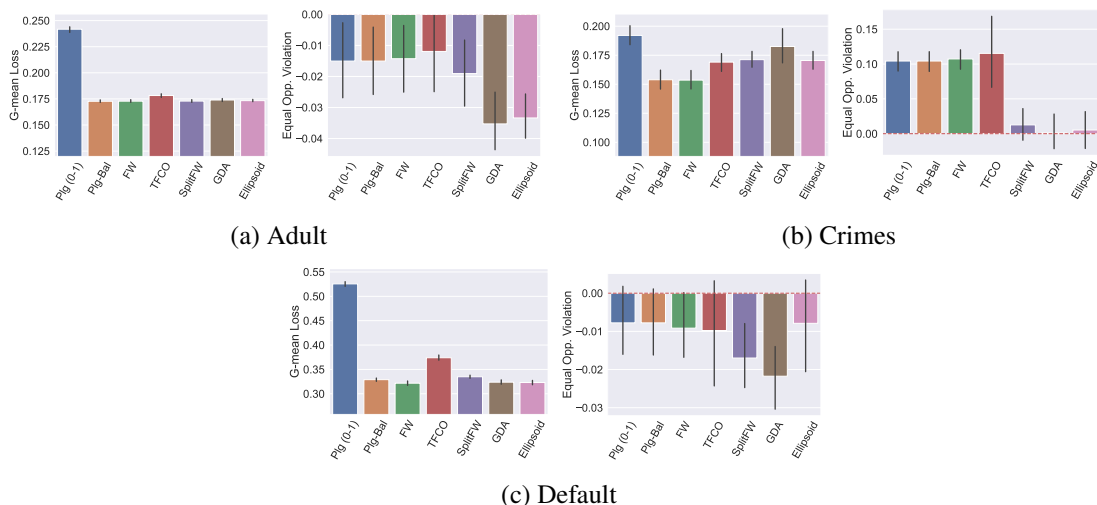 0.250
0.225
0.200
0.175
0.150
0.125
G-mean Loss
Plg (0-1)
Plg-Bal
FW
TFCO
SplitFW
GDA
Ellipsoid
0.00
−0.01
−0.02
−0.03
−0.04
Equal Opp. Violation
Plg (0-1)
Plg-Bal
FW
TFCO
SplitFW
GDA
Ellipsoid
(a) Adult
0.200
0.175
0.150
0.125
0.100
G-mean Loss
Plg (0-1)
Plg-Bal
FW
TFCO
SplitFW
GDA
Ellipsoid
0.15
0.10
0.05
0.00
Equal Opp. Violation
Plg (0-1)
Plg-Bal
FW
TFCO
SplitFW
GDA
Ellipsoid
(b) Crimes
0.55
0.50
0.45
0.40
0.35
0.30
G-mean Loss
Plg (0-1)
Plg-Bal
FW
TFCO
SplitFW
GDA
Ellipsoid
0.00
−0.01
−0.02
−0.03
Equal Opp. Violation
Plg (0-1)
Plg-Bal
FW
TFCO
SplitFW
GDA
Ellipsoid
(c) Default